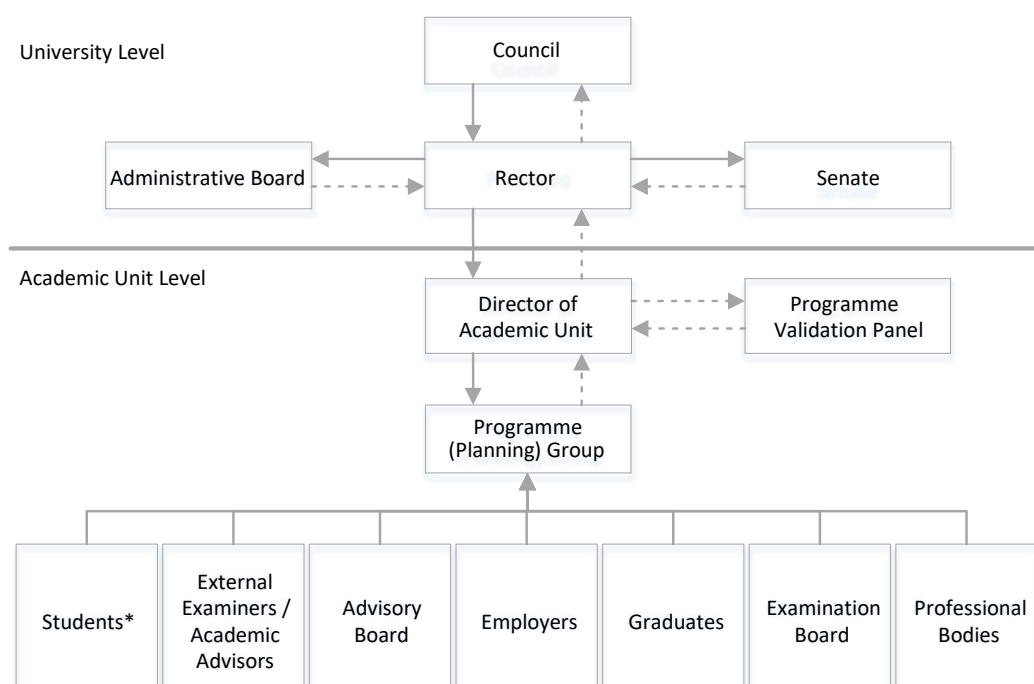 University Level
Council
Administrative Board
Rector
Senate
Academic Unit Level
Director of
Academic Unit
Programme
Validation Panel
Programme
(Planning) Group
Students*
External
Examiners /
Academic
Advisors
Advisory
Board
Employers
Graduates
Examination
Board
Professional
Bodies